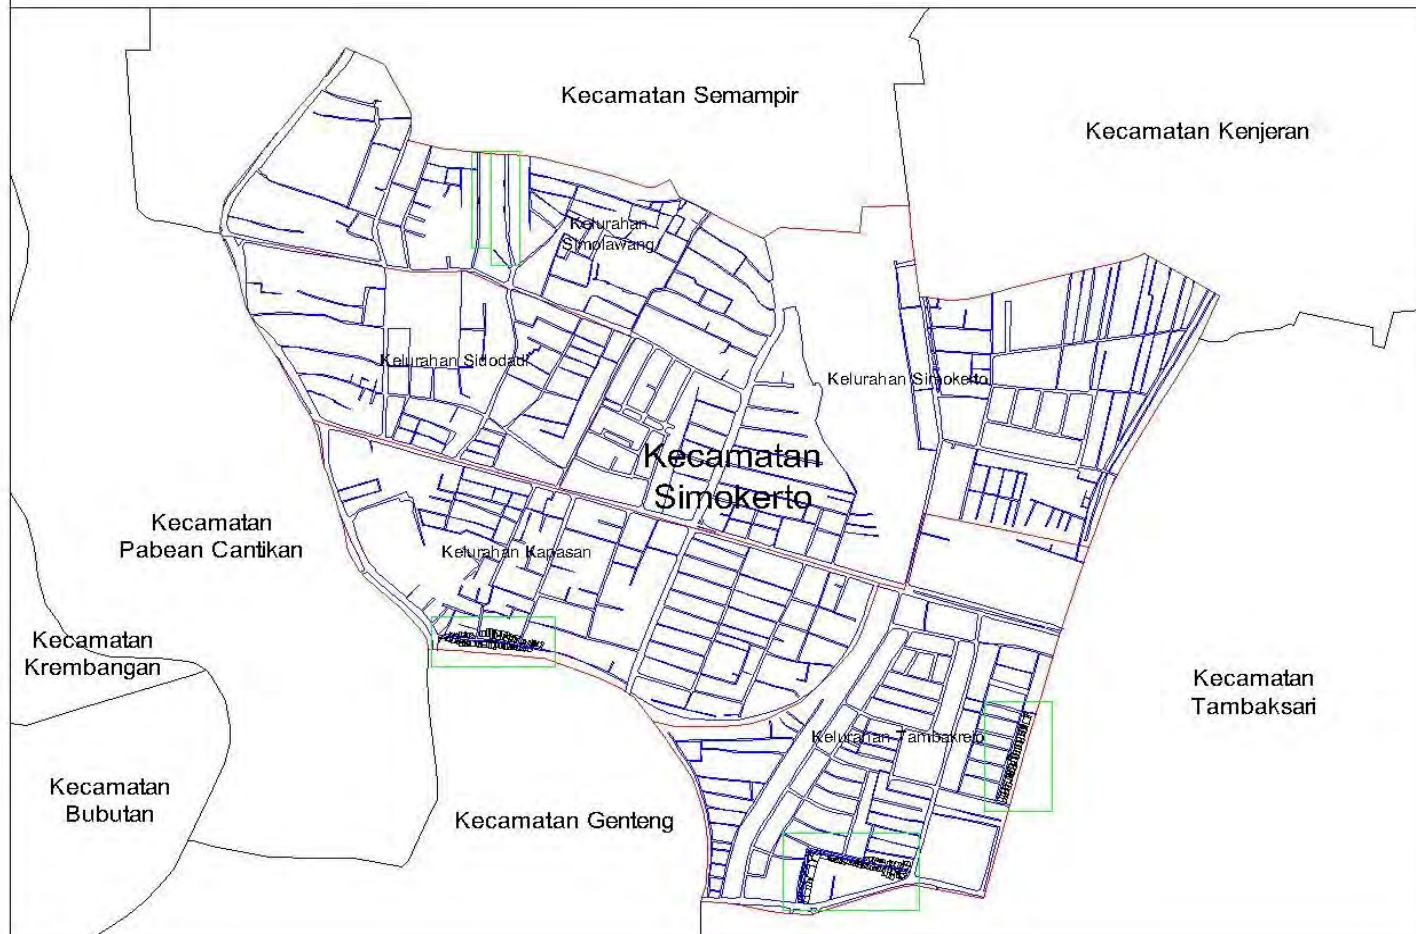 Kecamatan Semampir
Kecamatan Kenjeran
Kelurahan
Simolawang
Kelurahan Sidodadi
Kelurahan Simokerto
Kecamatan
Simokerto
Kecamatan
Pabean Cantikan
Kelurahan Kapasan
Kecamatan
Krembangan
Kecamatan
Tambaksari
Kelurahan Tambakrejo
Kecamatan
Bubutan
Kecamatan Genteng